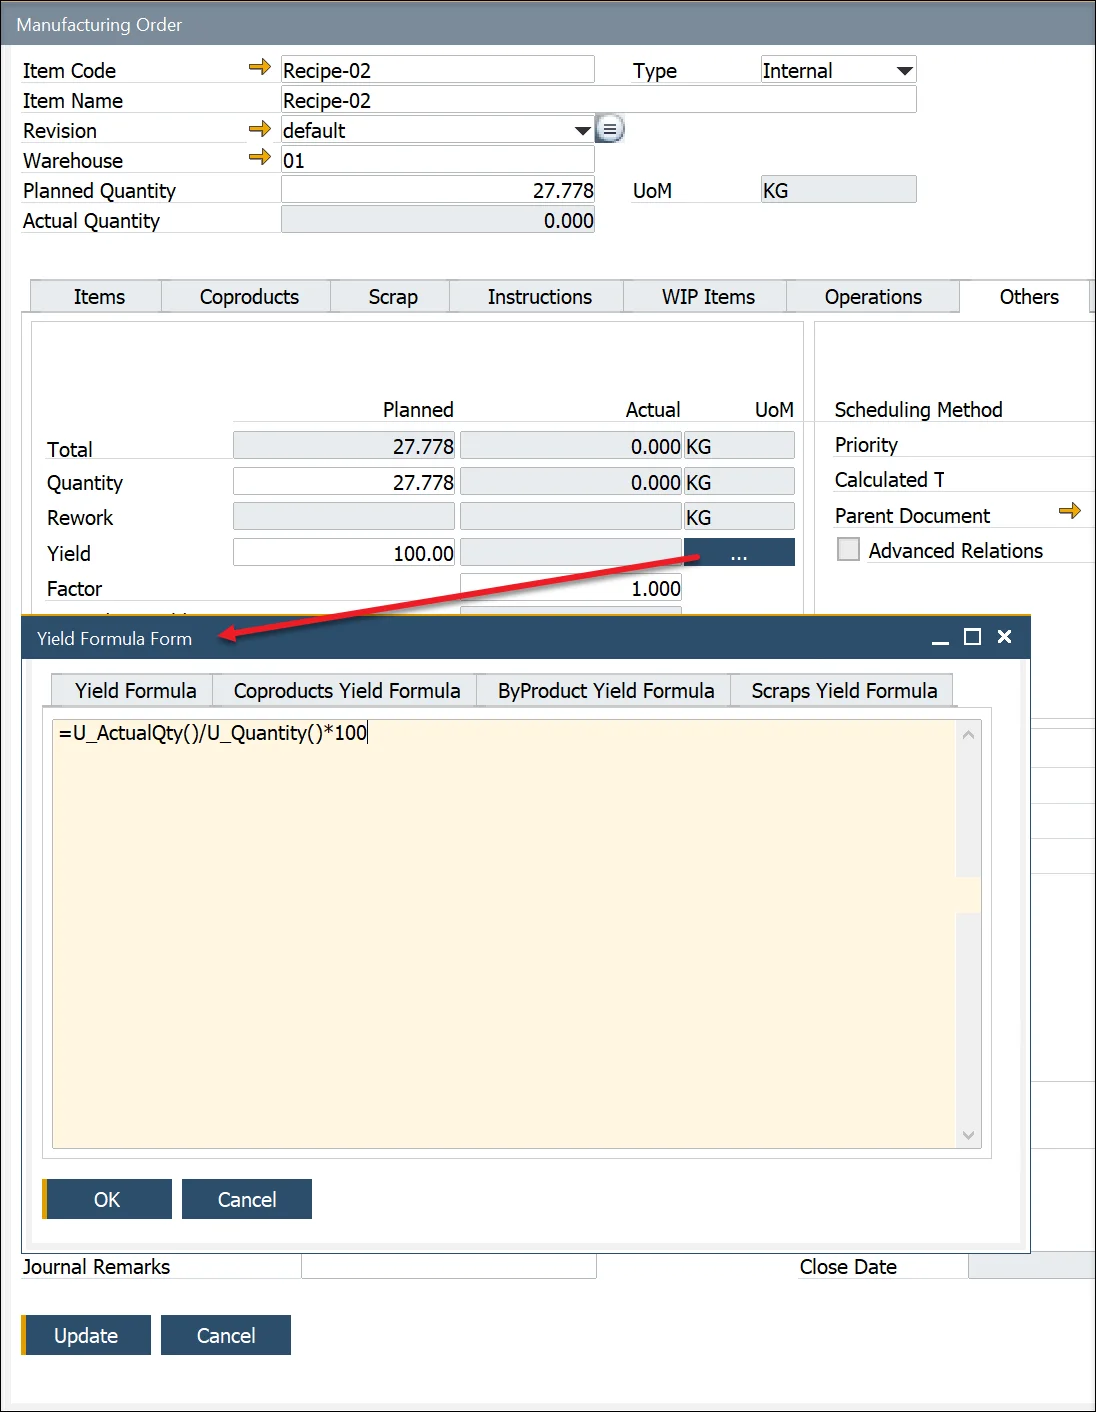 Manufacturing Order
Item Code Recipe-02 Type Internal
Item Name Recipe-02
Revision default
Warehouse 01
Planned Quantity 27.778 UoM KG
Actual Quantity 0.000
Items Coproducts Scrap Instructions WIP Items Operations Others
Planned Actual UoM Scheduling Method
Total 27.778 0.000 KG Priority
Quantity 27.778 0.000 KG Calculated T
Rework KG Parent Document
Yield 100.00 ... Advanced Relations
Factor 1.000
Yield Formula Form
Yield Formula Coproducts Yield Formula ByProduct Yield Formula Scraps Yield Formula
=U_ActualQty()/U_Quantity()*100
OK Cancel
Journal Remarks Close Date
Update Cancel